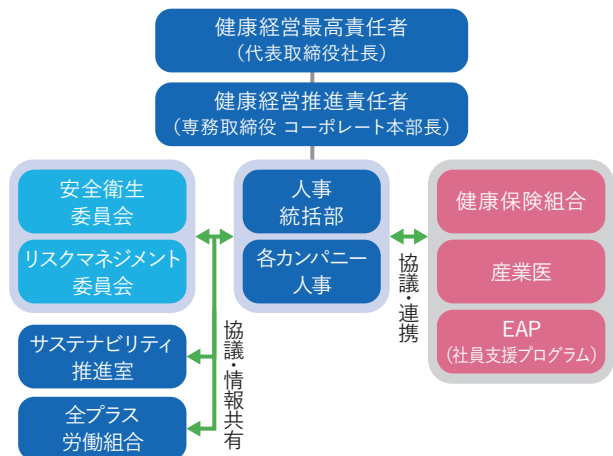 健康経営最高責任者
（代表取締役社長）
健康経営推進責任者
（専務取締役 コーポレート本部長）
安全衛生
委員会
リスクマネジメント
委員会
人事
統括部
各カンパニー
人事
健康保険組合
産業医
EAP
（社員支援プログラム）
協議・連携
サステナビリティ
推進室
全プラス
労働組合
協議・情報共有